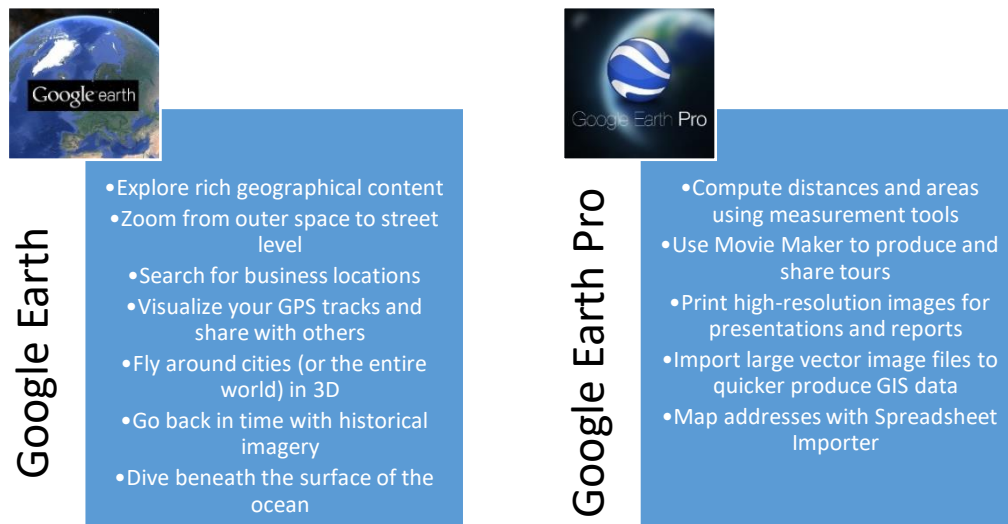 Google earth
Google Earth
•Explore rich geographical content
•Zoom from outer space to street
level
•Search for business locations
•Visualize your GPS tracks and
share with others
•Fly around cities (or the entire
world) in 3D
•Go back in time with historical
imagery
•Dive beneath the surface of the
ocean
Google Earth Pro
Google Earth Pro
•Compute distances and areas
using measurement tools
•Use Movie Maker to produce and
share tours
•Print high-resolution images for
presentations and reports
•Import large vector image files to
quicker produce GIS data
•Map addresses with Spreadsheet
Importer